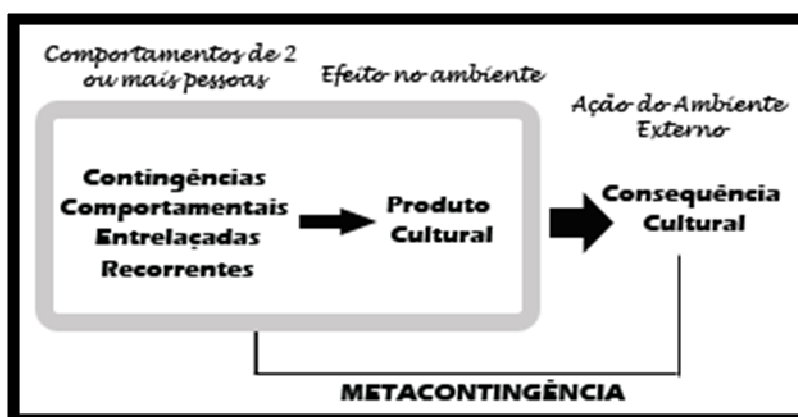 Comportamentos de 2
ou mais pessoas
Efeito no ambiente
Ação do Ambiente
Externo
Contingências
Comportamentais
Entrelaçadas
Recorrentes
Produto
Cultural
Consequência
Cultural
METACONTINGÊNCIA